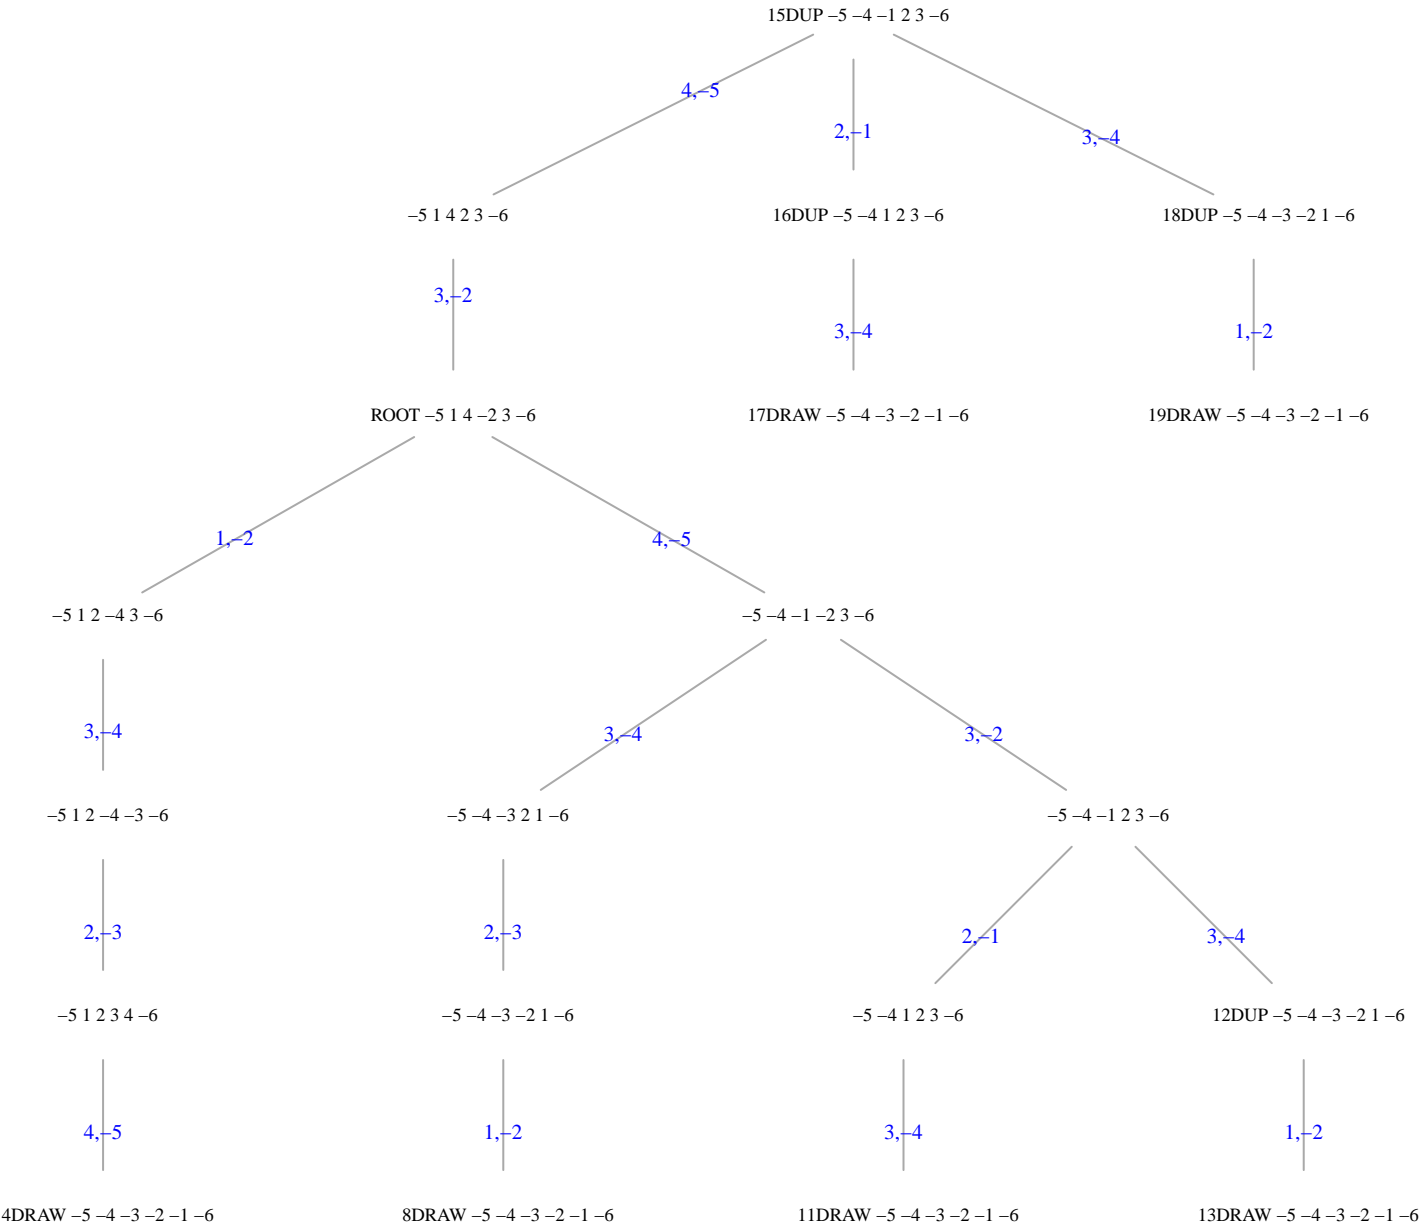 15DUP –5 –4 –1 2 3 –6
4,–5
2,–1
3,–4
–5 1 4 2 3 –6
16DUP –5 –4 1 2 3 –6
18DUP –5 –4 –3 –2 1 –6
3,–2
3,–4
1,–2
ROOT –5 1 4 –2 3 –6
17DRAW –5 –4 –3 –2 –1 –6
19DRAW –5 –4 –3 –2 –1 –6
1,–2
4,–5
–5 1 2 –4 3 –6
–5 –4 –1 –2 3 –6
3,–4
3,–4
3,–2
–5 1 2 –4 –3 –6
–5 –4 –3 2 1 –6
–5 –4 –1 2 3 –6
2,–3
2,–3
2,–1
3,–4
–5 1 2 3 4 –6
–5 –4 –3 –2 1 –6
–5 –4 1 2 3 –6
12DUP –5 –4 –3 –2 1 –6
4,–5
1,–2
3,–4
1,–2
4DRAW –5 –4 –3 –2 –1 –6
8DRAW –5 –4 –3 –2 –1 –6
11DRAW –5 –4 –3 –2 –1 –6
13DRAW –5 –4 –3 –2 –1 –6